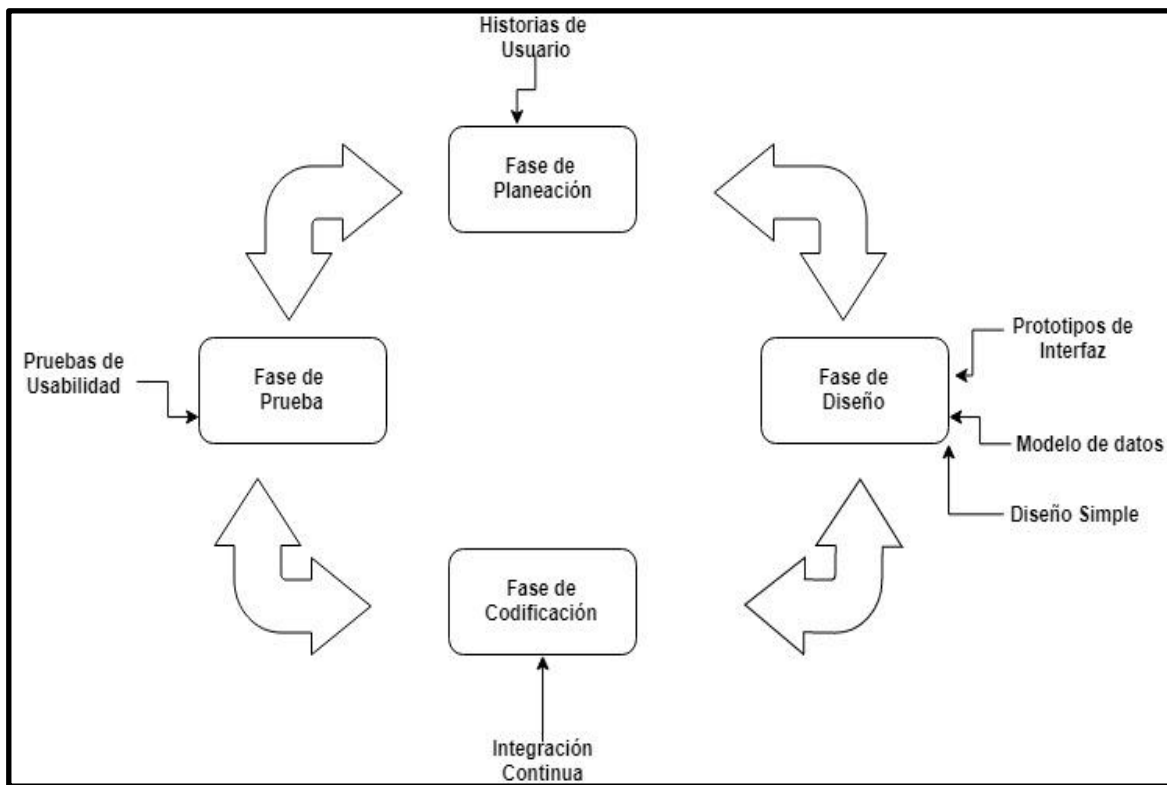 Historias de
Usuario
Fase de
Planeación
Prototipos de
Interfaz
Pruebas de
Usabilidad
Fase de
Prueba
Fase de
Diseño
Modelo de datos
Diseño Simple
Fase de
Codificación
Integración
Continua